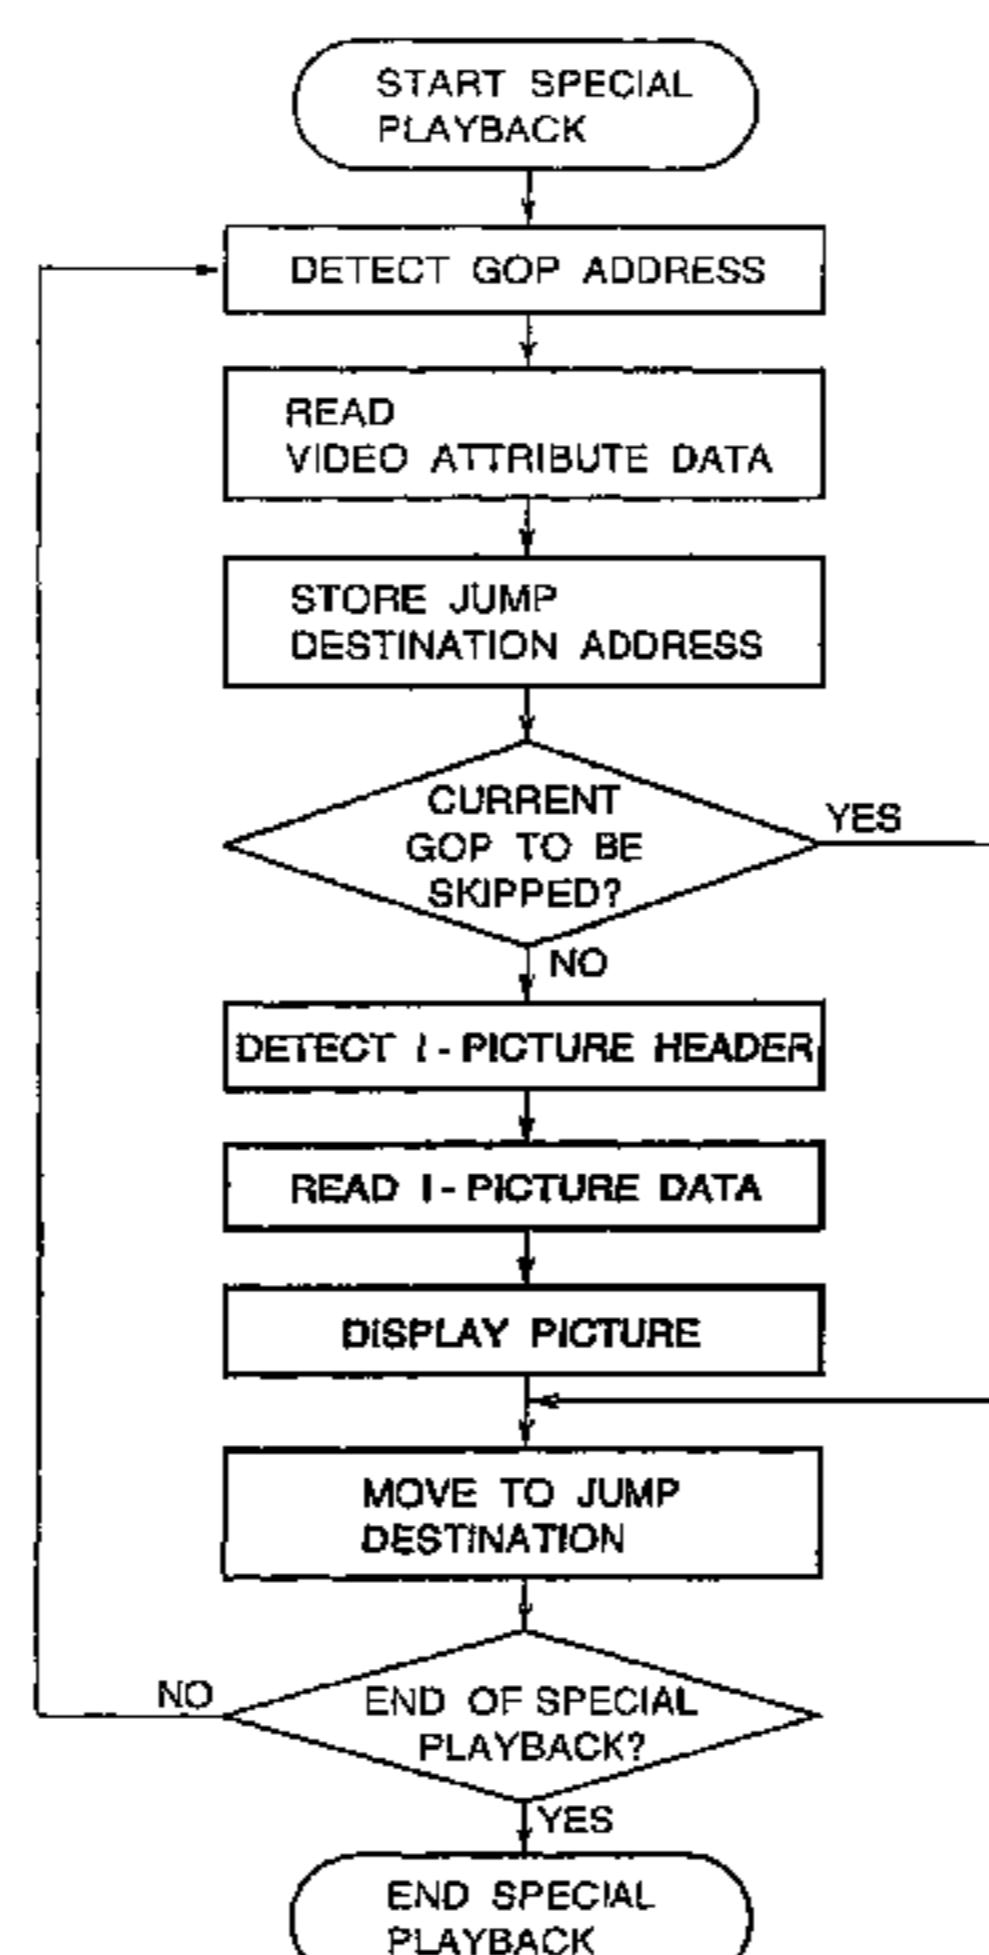 START SPECIAL
PLAYBACK
DETECT GOP ADDRESS
READ
VIDEO ATTRIBUTE DATA
STORE JUMP
DESTINATION ADDRESS
CURRENT
GOP TO BE
SKIPPED?
YES
NO
DETECT I-PICTURE HEADER
READ I-PICTURE DATA
DISPLAY PICTURE
MOVE TO JUMP
DESTINATION
END OF SPECIAL
PLAYBACK?
NO
YES
END SPECIAL
PLAYBACK